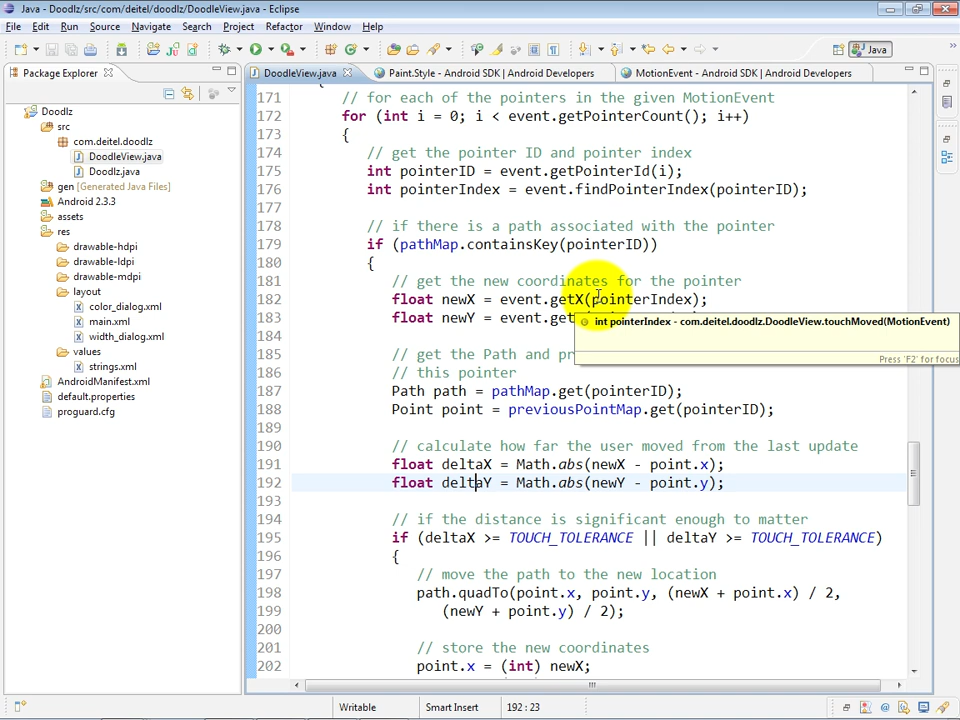 Java - Doodlz/src/com/deitel/doodlz/DoodleView.java - Eclipse
File Edit Run Source Navigate Search Project Refactor Window Help
Java
Package Explorer
DoodleView.java
Paint.Style - Android SDK | Android Developers
MotionEvent - Android SDK | Android Developers
Doodlz
src
com.deitel.doodlz
DoodleView.java
Doodlz.java
gen [Generated Java Files]
Android 2.3.3
assets
res
drawable-hdpi
drawable-ldpi
drawable-mdpi
layout
color_dialog.xml
main.xml
width_dialog.xml
values
strings.xml
AndroidManifest.xml
default.properties
proguard.cfg
171 // for each of the pointers in the given MotionEvent
172 for (int i = 0; i < event.getPointerCount(); i++)
173 {
174 // get the pointer ID and pointer index
175 int pointerID = event.getPointerId(i);
176 int pointerIndex = event.findPointerIndex(pointerID);
177
178 // if there is a path associated with the pointer
179 if (pathMap.containsKey(pointerID))
180 {
181 // get the new coordinates for the pointer
182 float newX = event.getX(pointerIndex);
183 float newY = event.get
int pointerIndex - com.deitel.doodlz.DoodleView.touchMoved(MotionEvent)
Press 'F2' for focus
184
185 // get the Path and pr
186 // this pointer
187 Path path = pathMap.get(pointerID);
188 Point point = previousPointMap.get(pointerID);
189
190 // calculate how far the user moved from the last update
191 float deltaX = Math.abs(newX - point.x);
192 float deltaY = Math.abs(newY - point.y);
193
194 // if the distance is significant enough to matter
195 if (deltaX >= TOUCH_TOLERANCE || deltaY >= TOUCH_TOLERANCE)
196 {
197 // move the path to the new location
198 path.quadTo(point.x, point.y, (newX + point.x) / 2,
199 (newY + point.y) / 2);
200
201 // store the new coordinates
202 point.x = (int) newX;
Writable Smart Insert 192 : 23